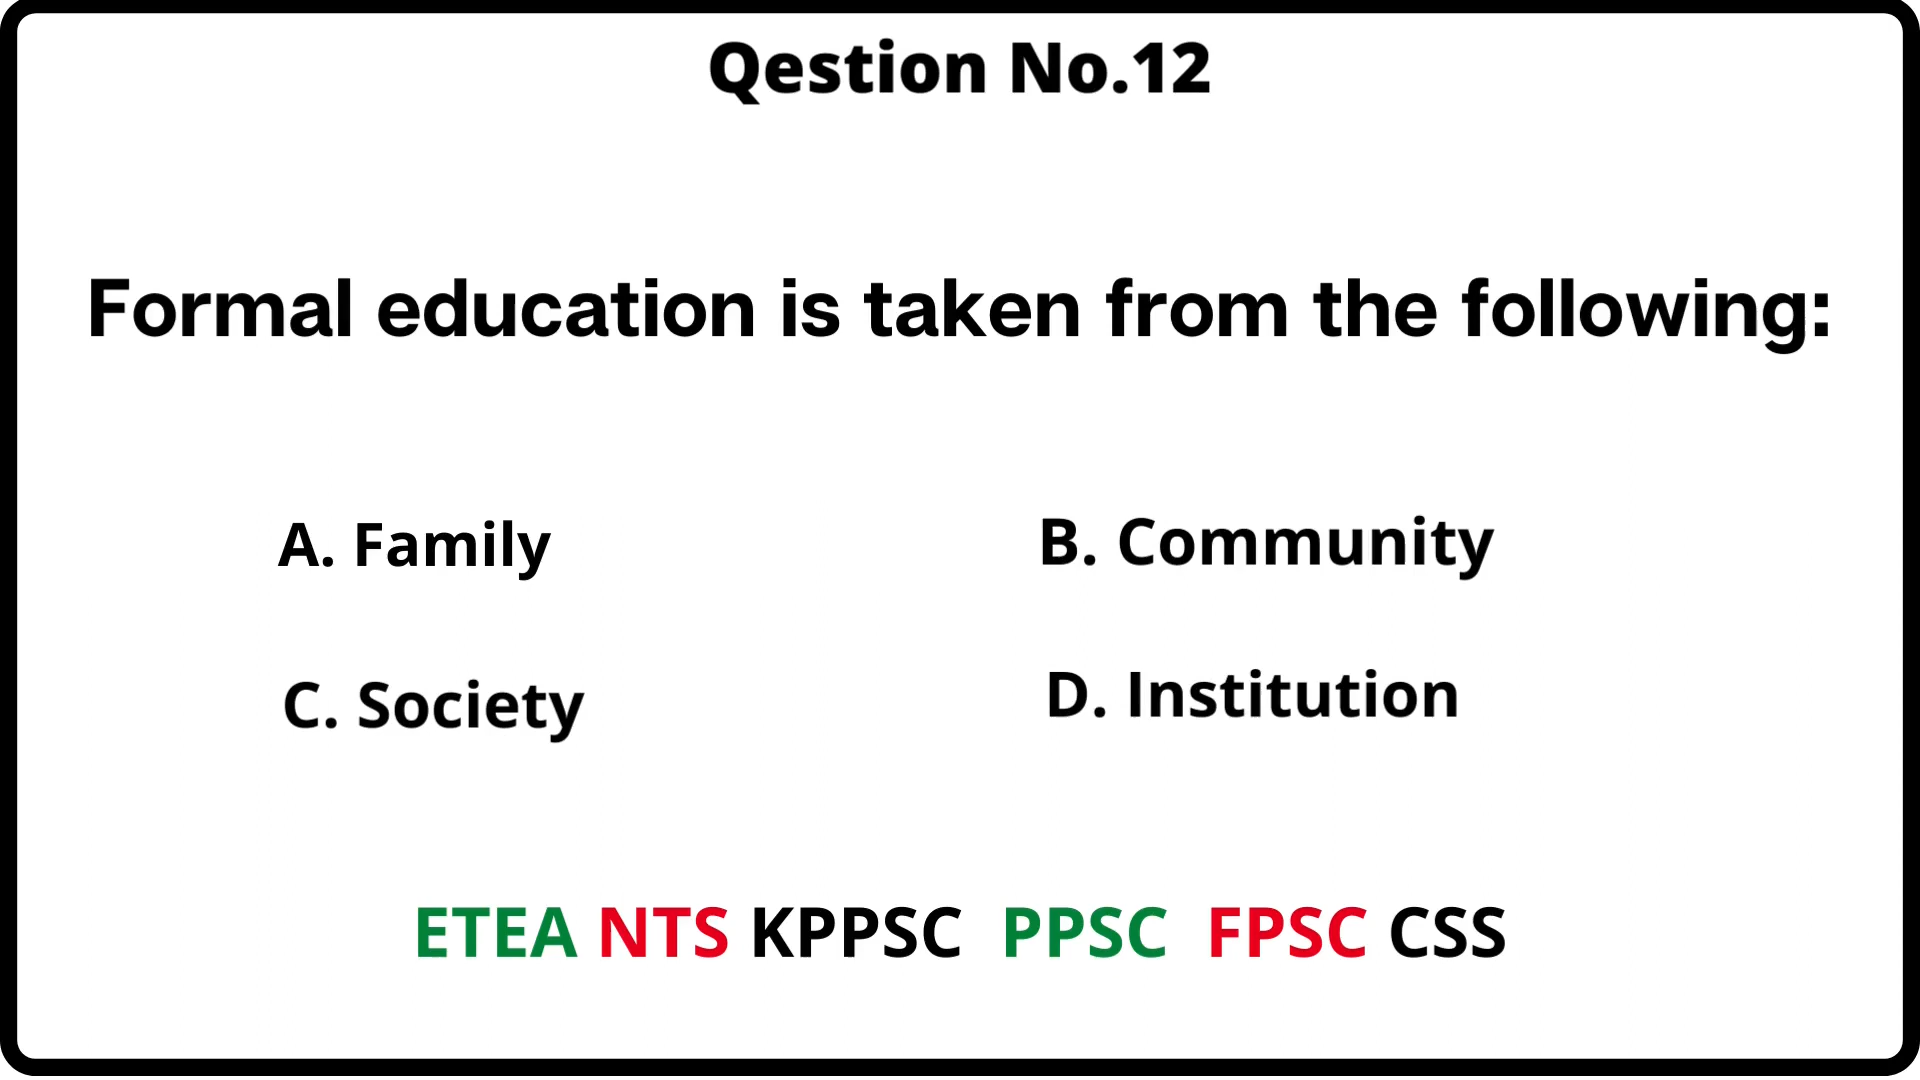 Qestion No.12
Formal education is taken from the following:
A. Family
B. Community
C. Society
D. Institution
ETEA NTS KPPSC PPSC FPSC CSS